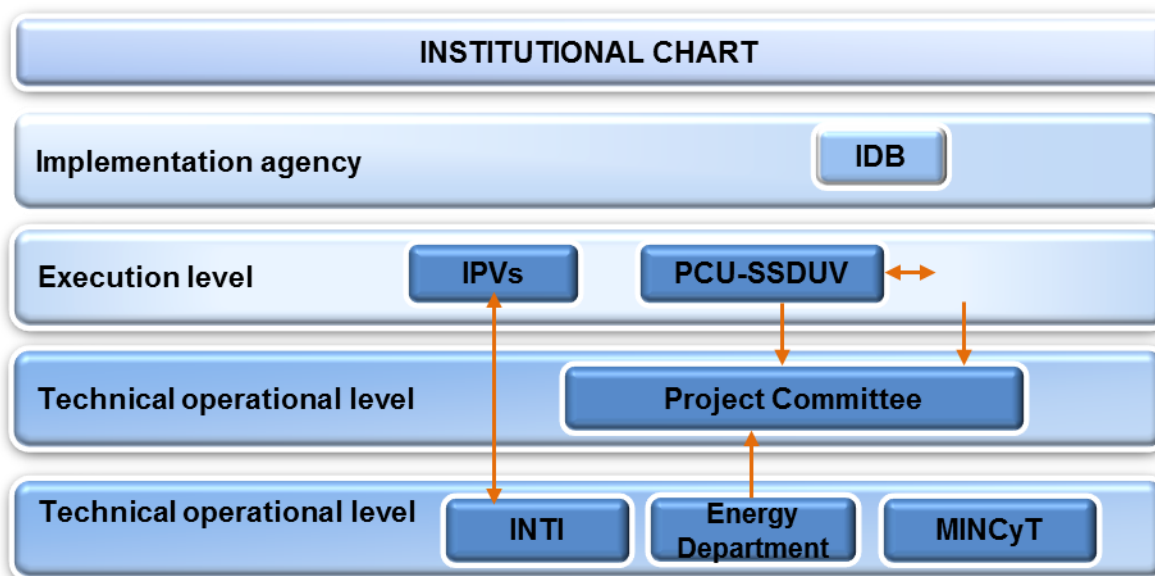 INSTITUTIONAL CHART
Implementation agency
IDB
Execution level
IPVs
PCU-SSDUV
Technical operational level
Project Committee
Technical operational level
INTI
Energy
Department
MINCyT